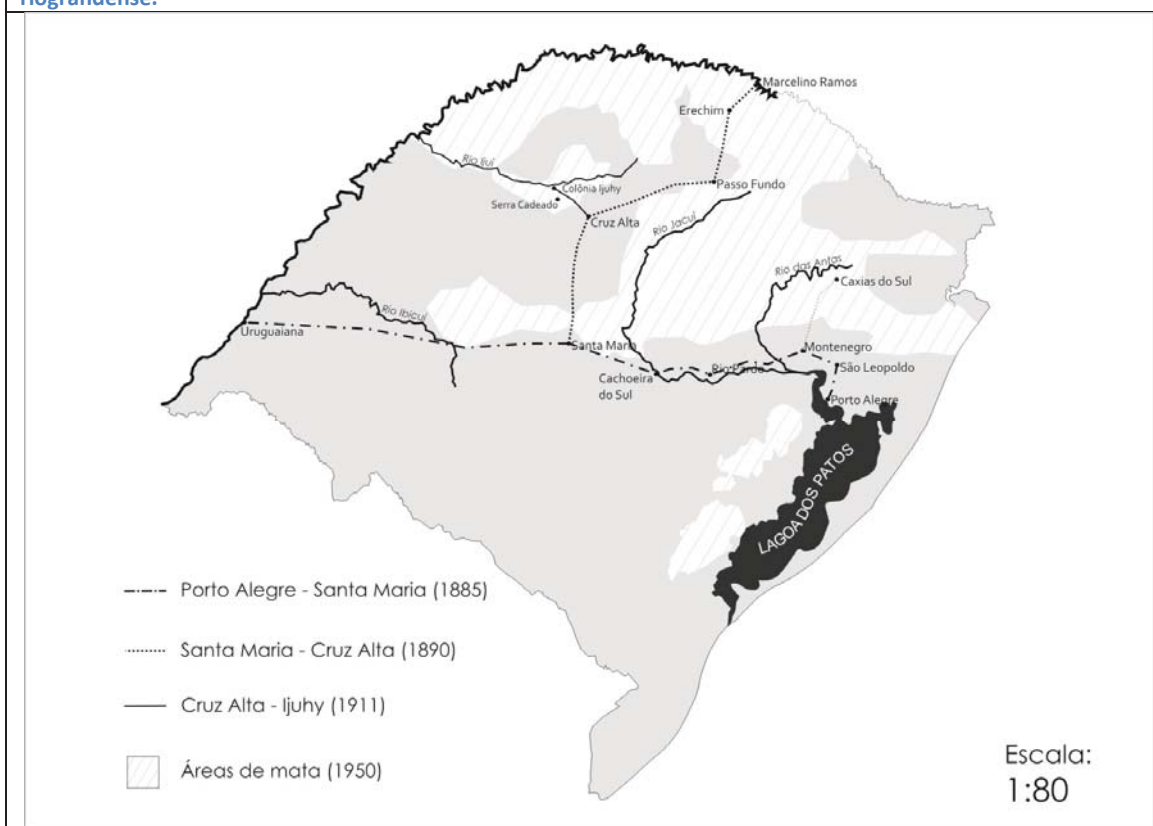 riograndense.
Marcelino Ramos
Erechim
Rio Ijuí
Colônia Ijuhy
Passo Fundo
Serra Cadeado
Cruz Alta
Rio Jacuí
Rio das Antas
Caxias do Sul
Rio Ibicuí
Uruguaiana
Santa Maria
Montenegro
Rio Pardo
São Leopoldo
Cachoeira
do Sul
Porto Alegre
LAGOA DOS PATOS
Porto Alegre - Santa Maria (1885)
Santa Maria - Cruz Alta (1890)
Cruz Alta - Ijuhy (1911)
Áreas de mata (1950)
Escala:
1:80